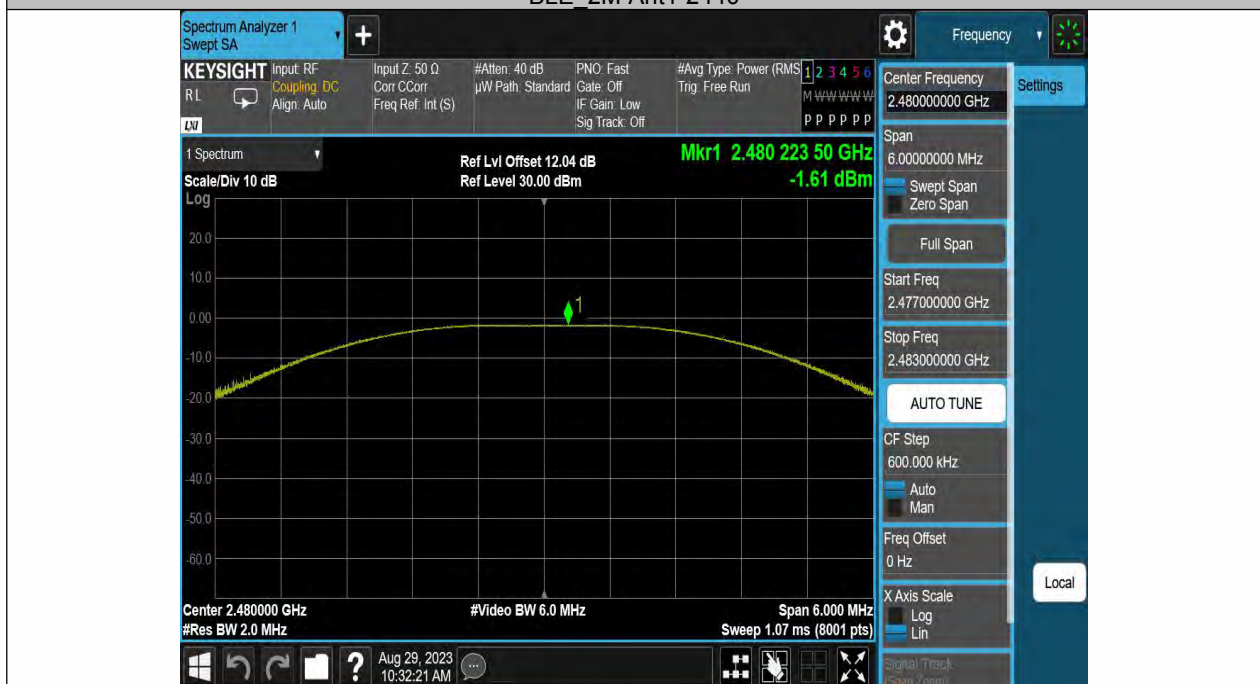 Spectrum Analyzer 1
Swept SA
Frequency
KEYSIGHT
RL
LXI
Input: RF
Coupling: DC
Align: Auto
Input Z: 50 Ω
Corr CCorr
Freq Ref: Int (S)
#Atten: 40 dB
µW Path: Standard
PNO: Fast
Gate: Off
IF Gain: Low
Sig Track: Off
#Avg Type: Power (RMS
Trig: Free Run
1 2 3 4 5 6
M W W W W W
P P P P P P
Center Frequency
2.480000000 GHz
Settings
1 Spectrum
Scale/Div 10 dB
Log
Ref Lvl Offset 12.04 dB
Ref Level 30.00 dBm
Mkr1 2.480 223 50 GHz
-1.61 dBm
Span
6.00000000 MHz
Swept Span
Zero Span
Full Span
Start Freq
2.477000000 GHz
Stop Freq
2.483000000 GHz
AUTO TUNE
CF Step
600.000 kHz
Auto
Man
Freq Offset
0 Hz
X Axis Scale
Log
Lin
Signal Track
(Span Zoom)
Local
20.0
10.0
0.00
-10.0
-20.0
-30.0
-40.0
-50.0
-60.0
1
Center 2.480000 GHz
#Res BW 2.0 MHz
#Video BW 6.0 MHz
Span 6.000 MHz
Sweep 1.07 ms (8001 pts)
?
Aug 29, 2023
10:32:21 AM